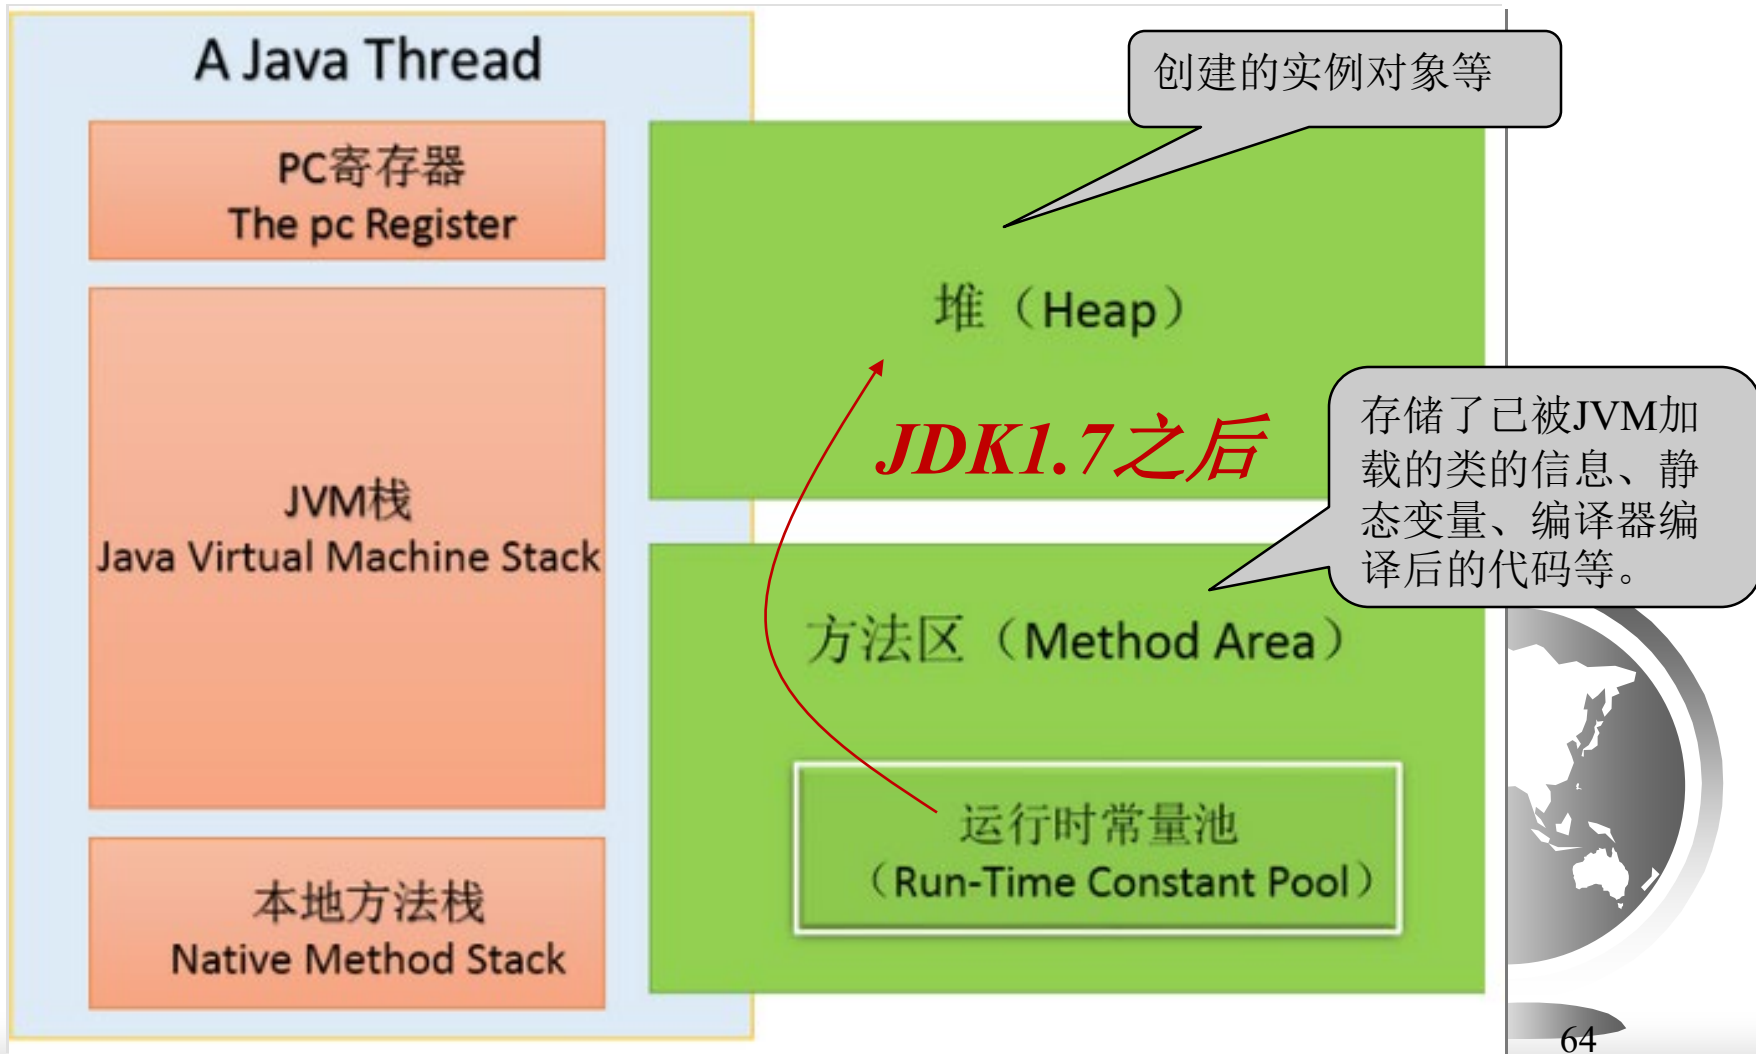 A Java Thread
PC寄存器
The pc Register
JVM栈
Java Virtual Machine Stack
本地方法栈
Native Method Stack
创建的实例对象等
堆（Heap）
JDK1.7之后
存储了已被JVM加
载的类的信息、静
态变量、编译器编
译后的代码等。
方法区（Method Area）
运行时常量池
（Run-Time Constant Pool）
64